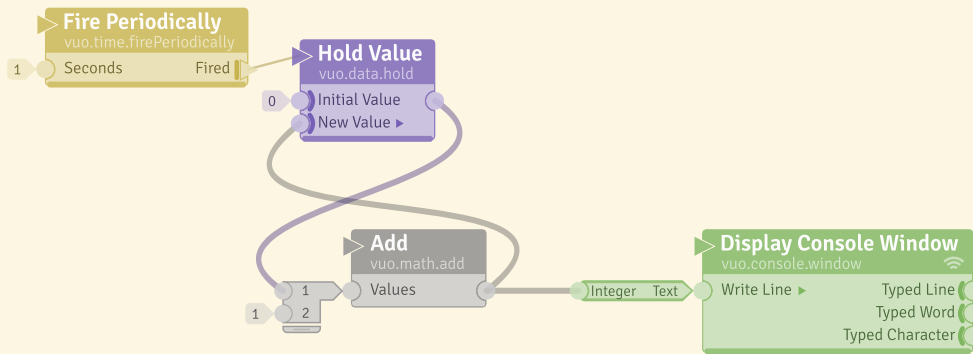 Fire Periodically
vuo.time.firePeriodically
1 Seconds Fired
Hold Value
vuo.data.hold
0 Initial Value
New Value
Add
vuo.math.add
1 Values
1 2
Integer Text
Display Console Window
vuo.console.window
Write Line Typed Line
Typed Word
Typed Character